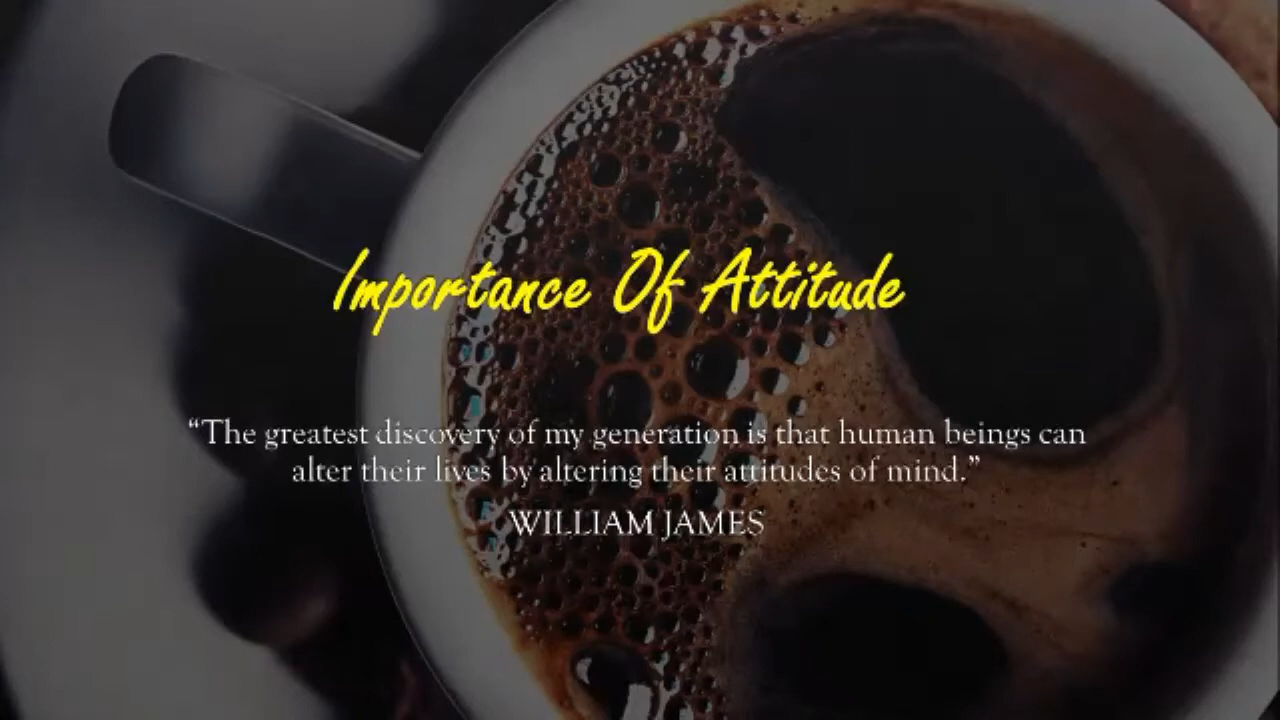 Importance Of Attitude
“The greatest discovery of my generation is that human beings can
alter their lives by altering their attitudes of mind.”
WILLIAM JAMES